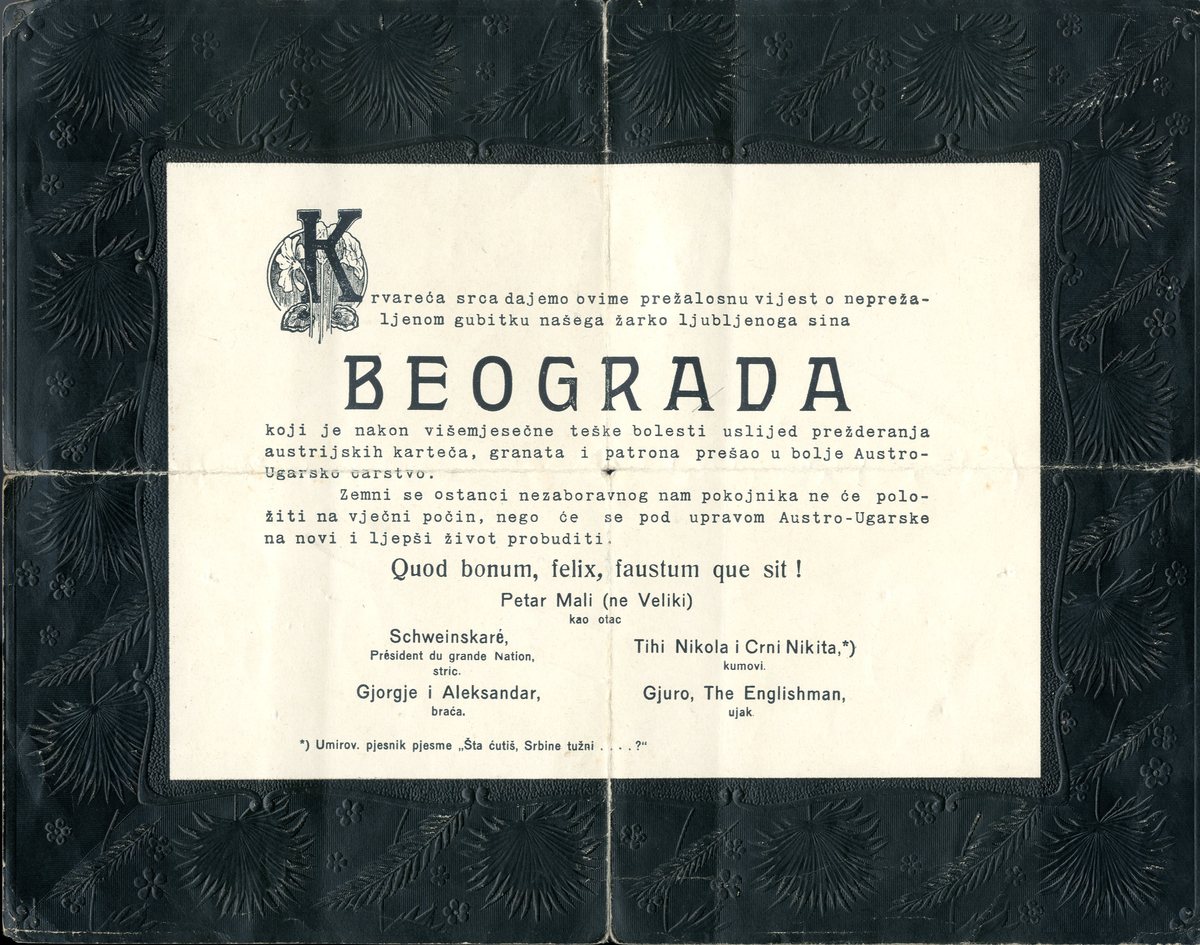 Krvareća srca dajemo ovime prežalosnu vijest o nepreža-
ljenom gubitku našega žarko ljubljenoga sina
BEOGRADA
koji je nakon višemjesečne teške bolesti uslijed prežderanja
austrijskih karteča, granata i patrona prešao u bolje Austro-
Ugarsko carstvo.
Zemni se ostanci nezaboravnog nam pokojnika ne će polo-
žiti na vječni počin, nego će se pod upravom Austro-Ugarske
na novi i ljepši život probuditi.
Quod bonum, felix, faustum que sit !
Petar Mali (ne Veliki)
kao otac
Schweinskaré,
Président du grande Nation,
stric.
Tihi Nikola i Crni Nikita,*)
kumovi.
Gjorgje i Aleksandar,
braća.
Gjuro, The Englishman,
ujak.
*) Umirov. pjesnik pjesme „Šta ćutiš, Srbine tužni . . . . ?“